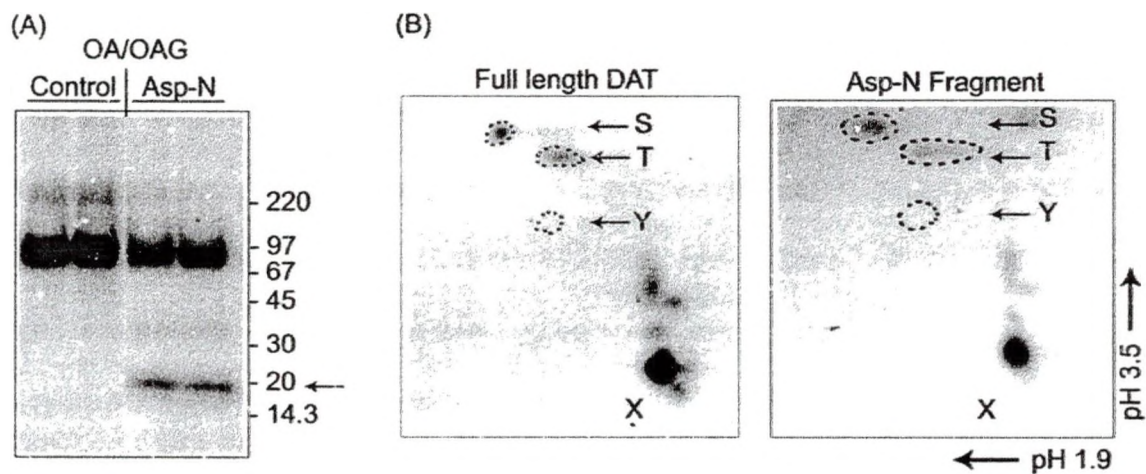 (A)
OA/OAG
Control Asp-N
220
97
67
45
30
20
14.3
(B)
Full length DAT
S
T
Y
X
Asp-N Fragment
S
T
Y
X
pH 3.5
pH 1.9